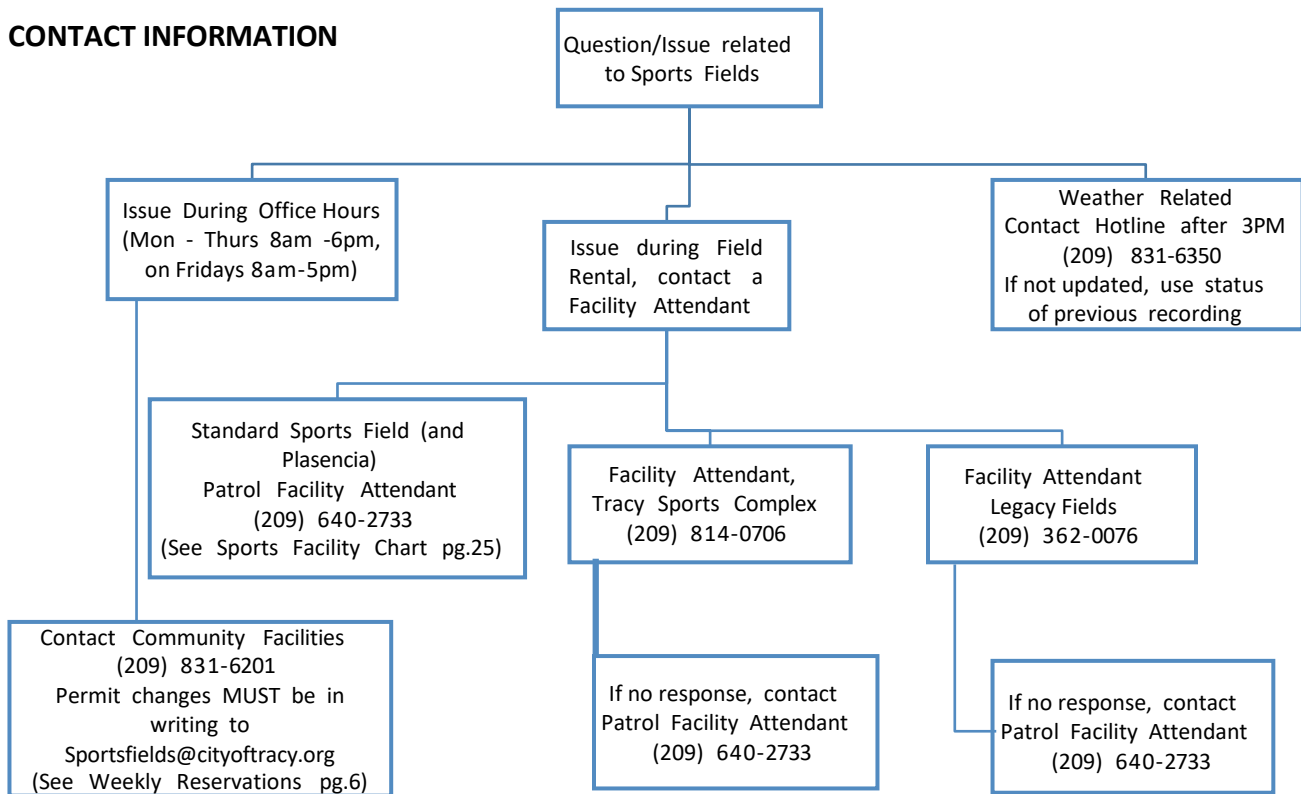 CONTACT INFORMATION
Question/Issue related
to Sports Fields
Issue During Office Hours
(Mon - Thurs 8am -6pm,
on Fridays 8am-5pm)
Issue during Field
Rental, contact a
Facility Attendant
Weather Related
Contact Hotline after 3PM
(209) 831-6350
If not updated, use status
of previous recording
Standard Sports Field (and
Plasencia)
Patrol Facility Attendant
(209) 640-2733
(See Sports Facility Chart pg.25)
Facility Attendant,
Tracy Sports Complex
(209) 814-0706
Facility Attendant
Legacy Fields
(209) 362-0076
Contact Community Facilities
(209) 831-6201
Permit changes MUST be in
writing to
Sportsfields@cityoftracy.org
(See Weekly Reservations pg.6)
If no response, contact
Patrol Facility Attendant
(209) 640-2733
If no response, contact
Patrol Facility Attendant
(209) 640-2733